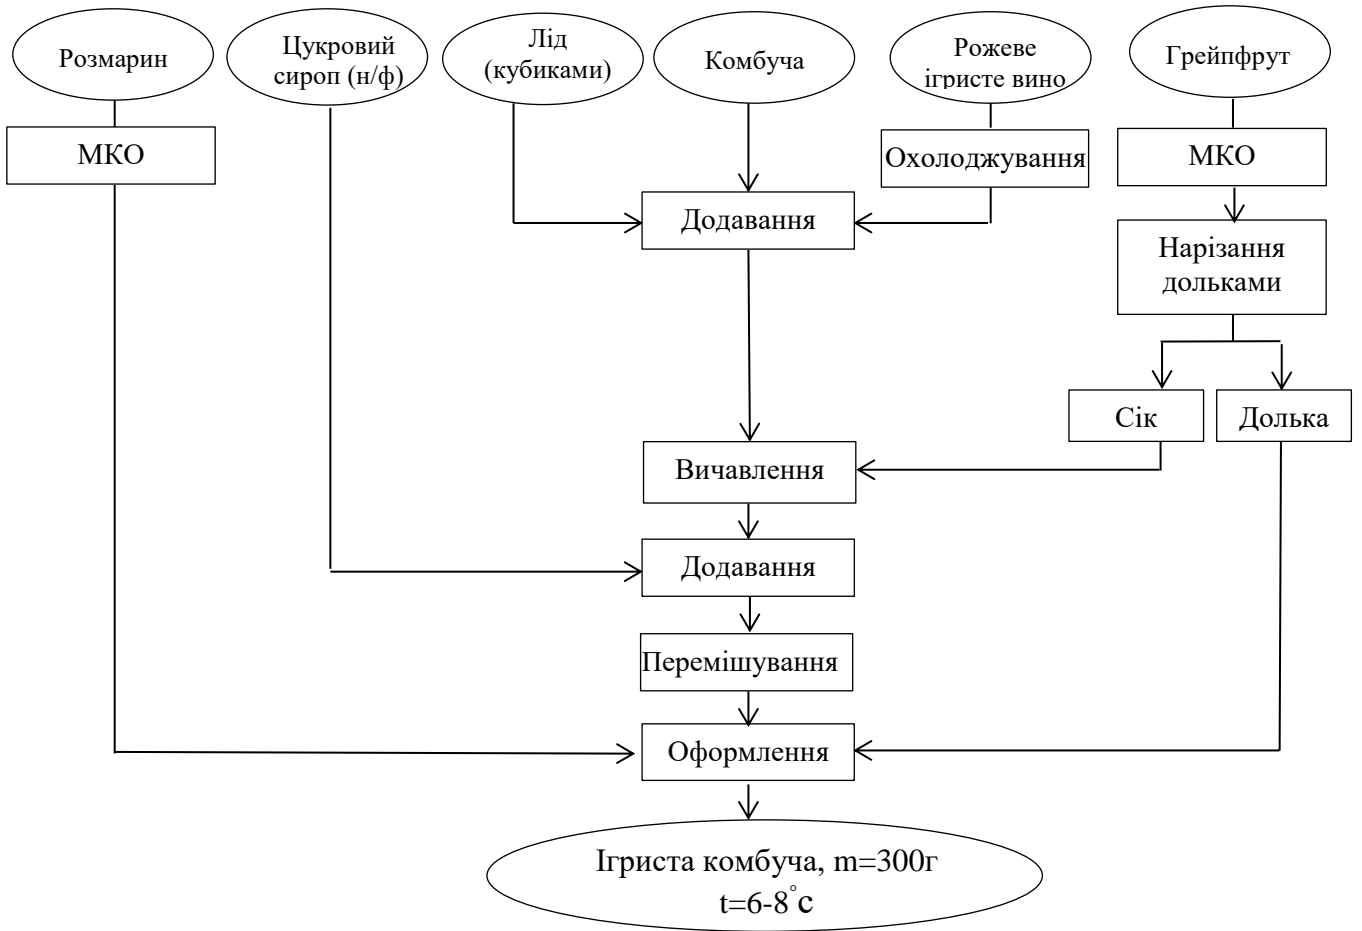 Розмарин
Цукровий
сироп (н/ф)
Лід
(кубиками)
Комбуча
Рожеве
ігристе вино
Грейпфрут
МКО
Охолоджування
МКО
Додавання
Нарізання
дольками
Сік
Долька
Вичавлення
Додавання
Перемішування
Оформлення
Ігриста комбуча, m=300г
t=6-8°с